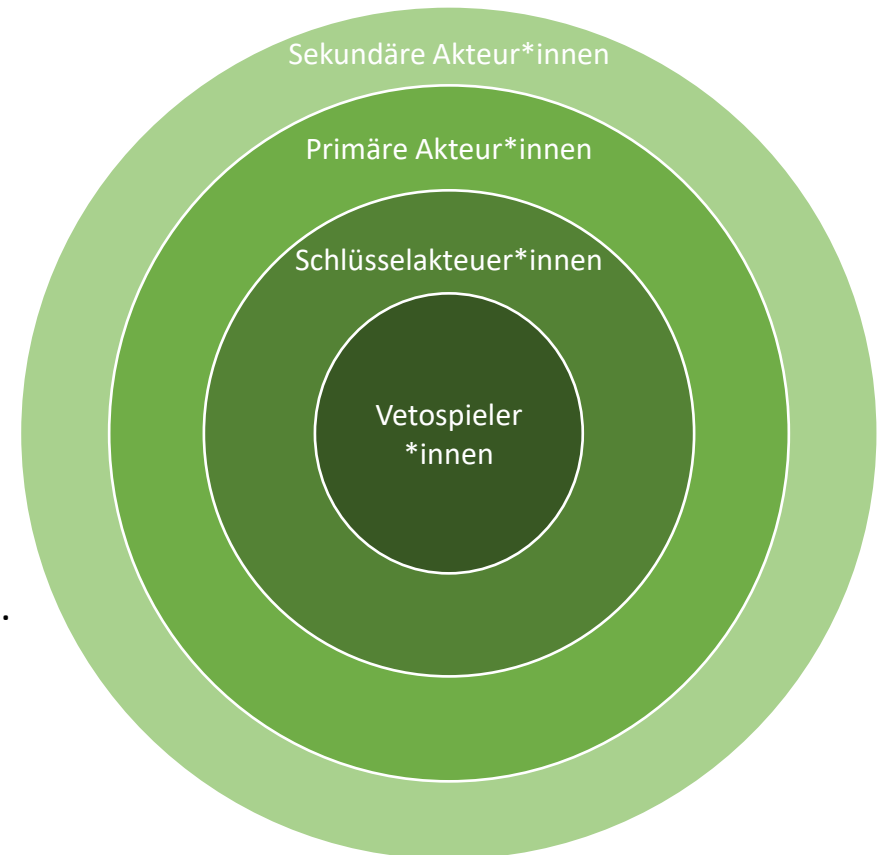 Sekundäre Akteur*innen
Primäre Akteur*innen
Schlüsselakteuer*innen
Vetospieler
*innen
.